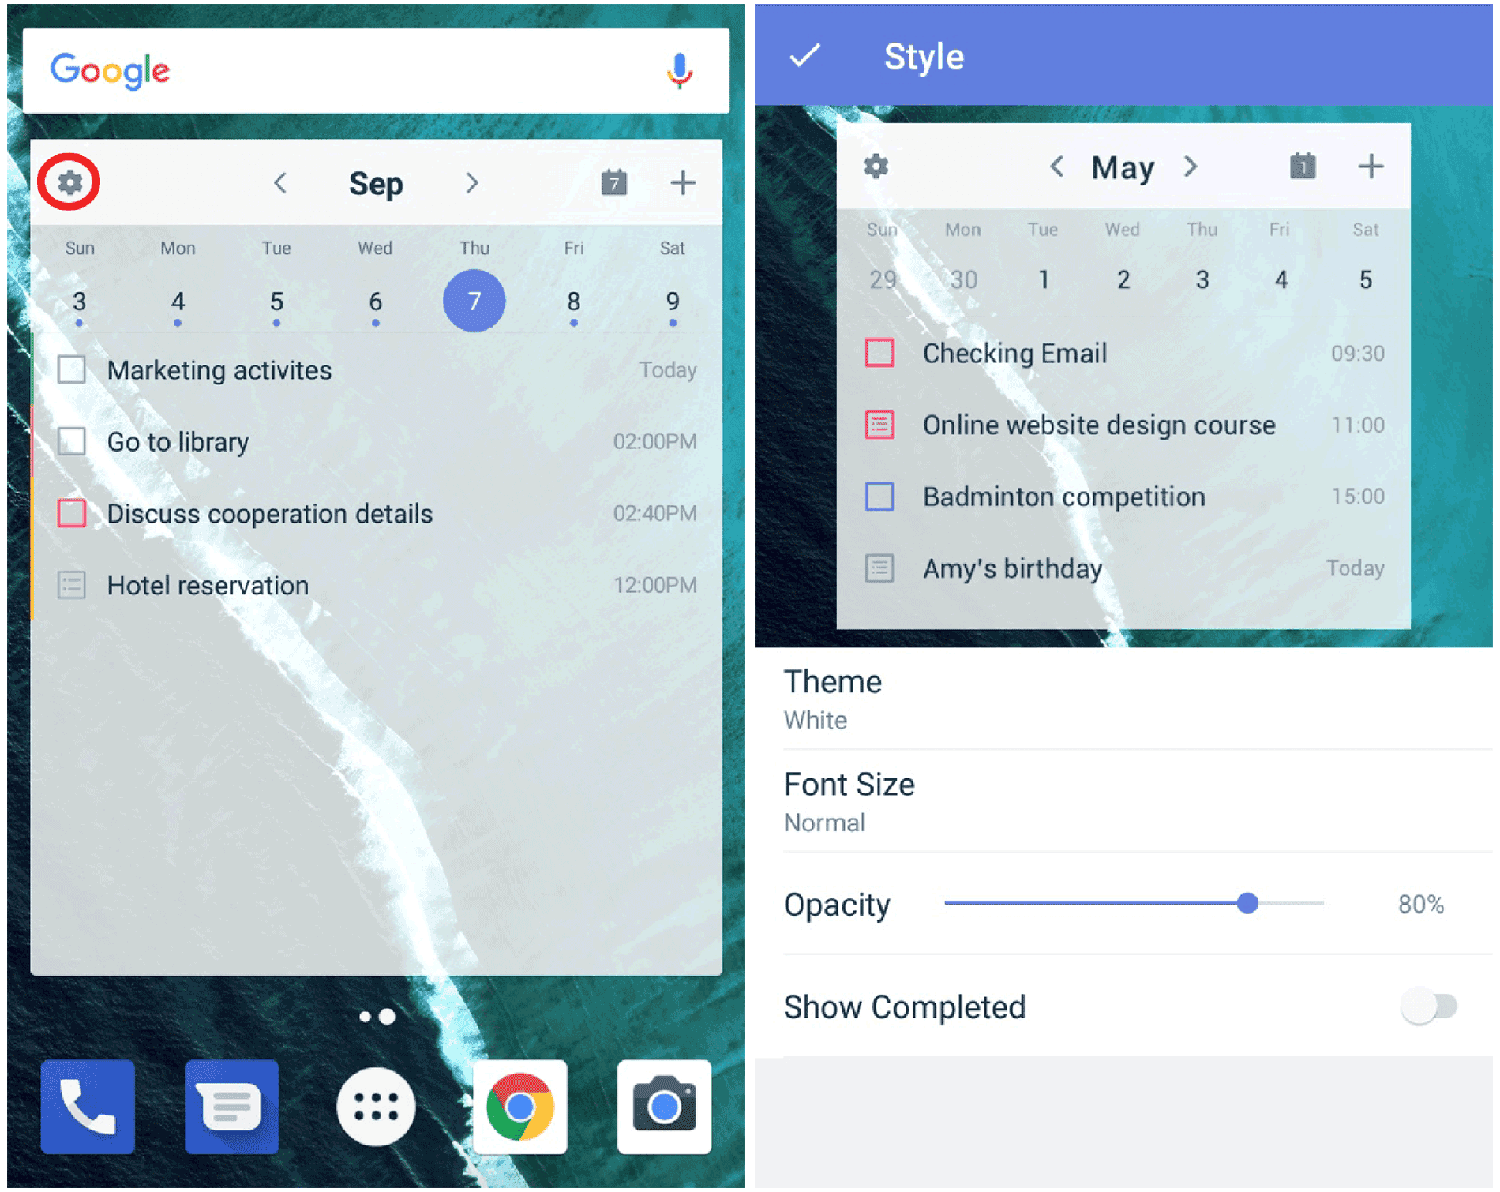 Google
Sep
7
Sun Mon Tue Wed Thu Fri Sat
3 4 5 6 7 8 9
Marketing activites Today
Go to library 02:00PM
Discuss cooperation details 02:40PM
Hotel reservation 12:00PM
Style
May
1
Sun Mon Tue Wed Thu Fri Sat
29 30 1 2 3 4 5
Checking Email 09:30
Online website design course 11:00
Badminton competition 15:00
Amy's birthday Today
Theme
White
Font Size
Normal
Opacity 80%
Show Completed